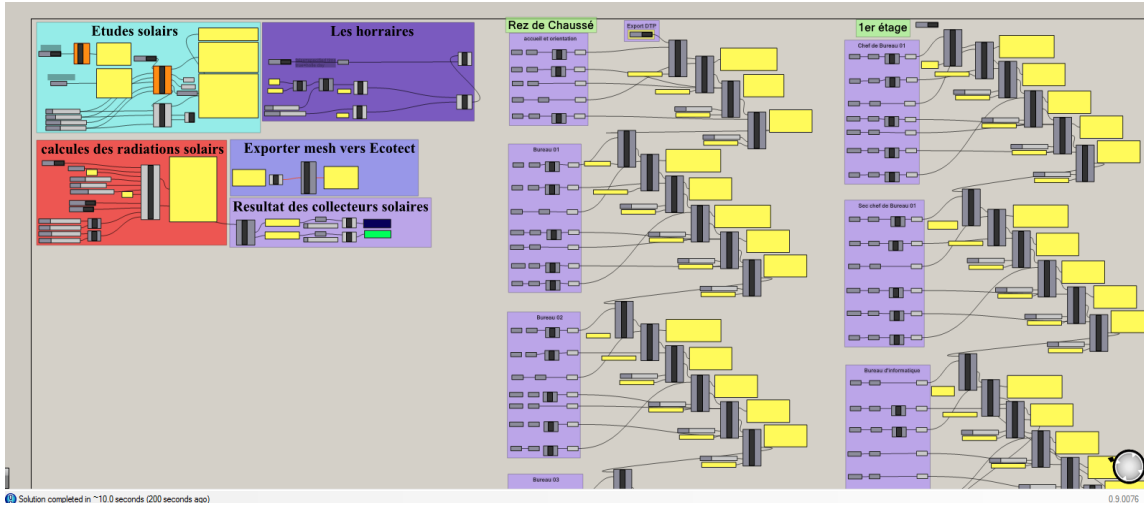 Etudes solairs
Les horraires
calcules des radiations solairs
Exporter mesh vers Ecotect
Resultat des collecteurs solaires
Rez de Chaussé
accueil et orientation
Export DTP
Bureau 01
Bureau 02
Bureau 03
1er étage
Chef de Bureau 01
Sec chef de Bureau 01
Bureau d'informatique
Solution completed in ~10.0 seconds (200 seconds ago)
0.9.0076